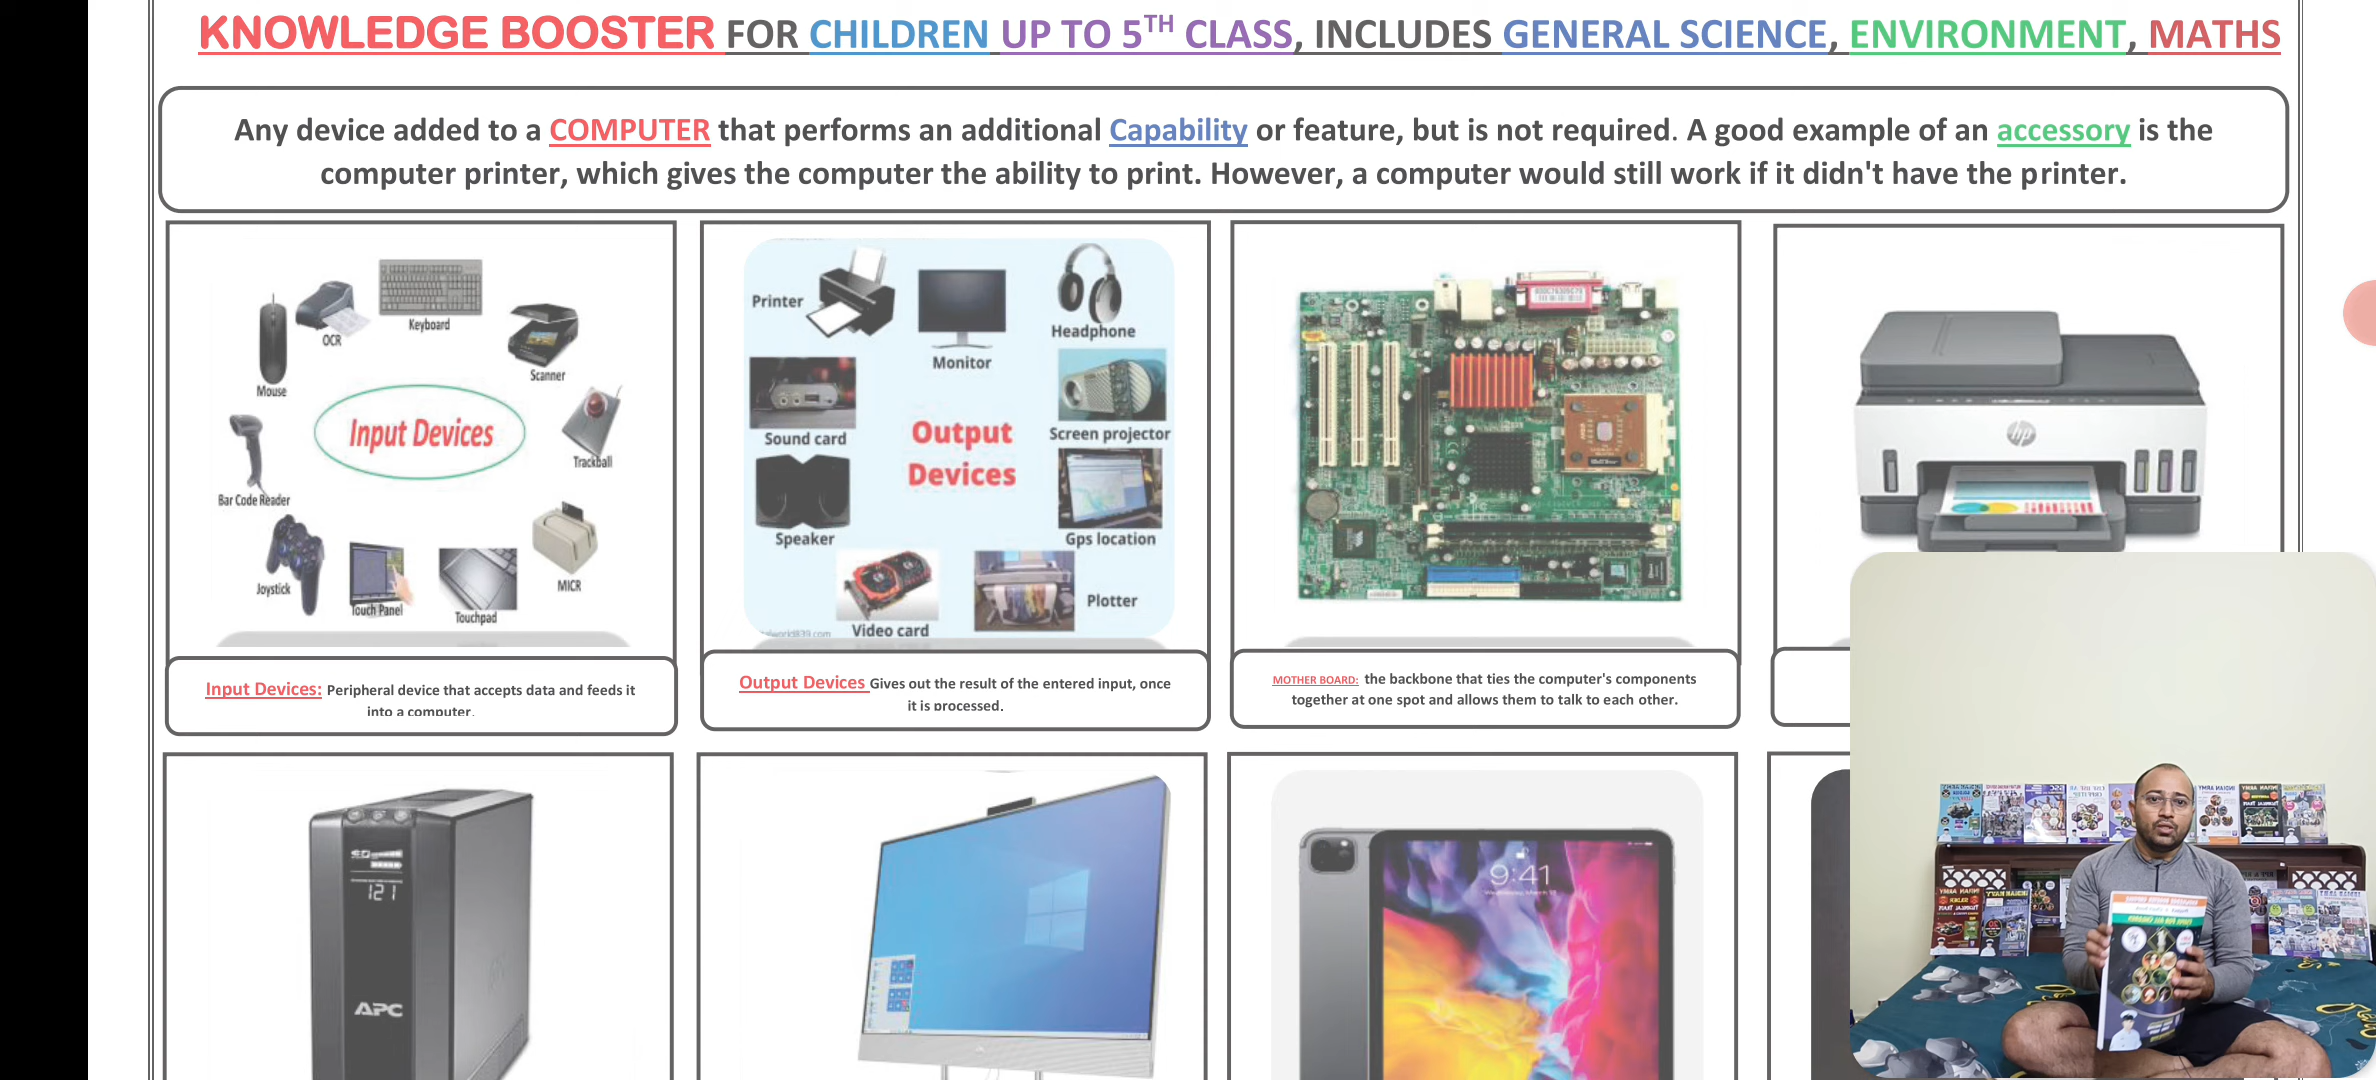 KNOWLEDGE BOOSTER FOR CHILDREN UP TO 5TH CLASS, INCLUDES GENERAL SCIENCE, ENVIRONMENT, MATHS
Any device added to a COMPUTER that performs an additional Capability or feature, but is not required. A good example of an accessory is the
computer printer, which gives the computer the ability to print. However, a computer would still work if it didn't have the printer.
Keyboard
OCR
Scanner
Mouse
Input Devices
Trackball
Bar Code Reader
Joystick
Touch Panel
Touchpad
MICR
Printer
Monitor
Headphone
Sound card
Output
Devices
Screen projector
Speaker
Gps location
Video card
Plotter
hp
Input Devices: Peripheral device that accepts data and feeds it
into a computer.
Output Devices Gives out the result of the entered input, once
it is processed.
MOTHER BOARD: the backbone that ties the computer's components
together at one spot and allows them to talk to each other.
121
APC
9:41